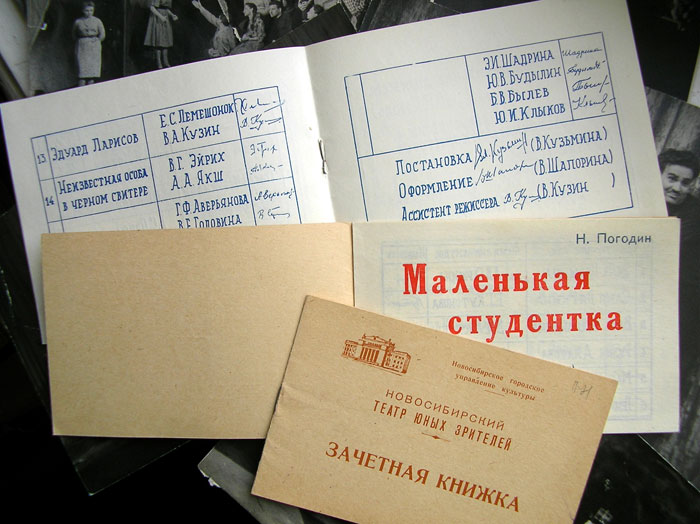 13
Эдуард Ларисов
Е.С. Лемешонок
В.А. Кузин
14
Неизвестная особа
в черном свитере
В.Г. Эйрих
А.А. Якш
Г.Ф. Аверьянова
В.Е. Головина
Э.И. Шадрина
Ю.В. Будылин
Б.В. Былев
Ю.И. Клыков
Постановка (В. Кузьмина)
Оформление (В. Шапорина)
Ассистент режиссера (В. Кузин)
Н. Погодин
Маленькая
студентка
Новосибирское городское
управление культуры
НОВОСИБИРСКИЙ
ТЕАТР ЮНЫХ ЗРИТЕЛЕЙ
ЗАЧЕТНАЯ КНИЖКА